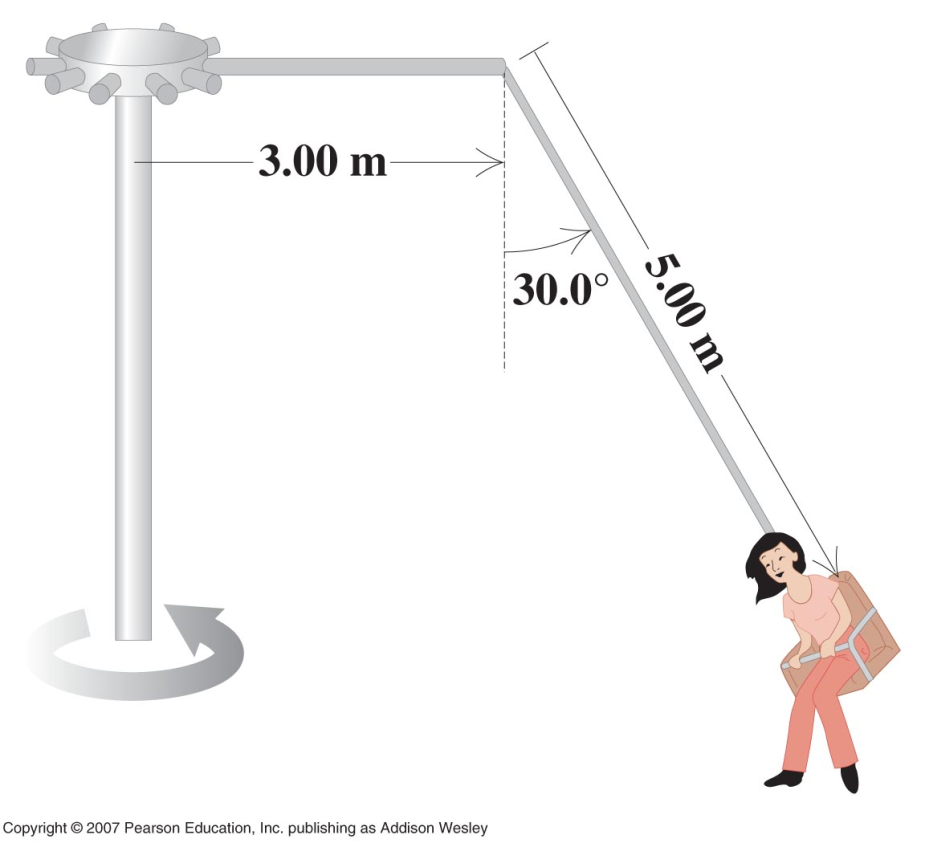 3.00 m
30.0°
5.00 m
Copyright © 2007 Pearson Education, Inc. publishing as Addison Wesley